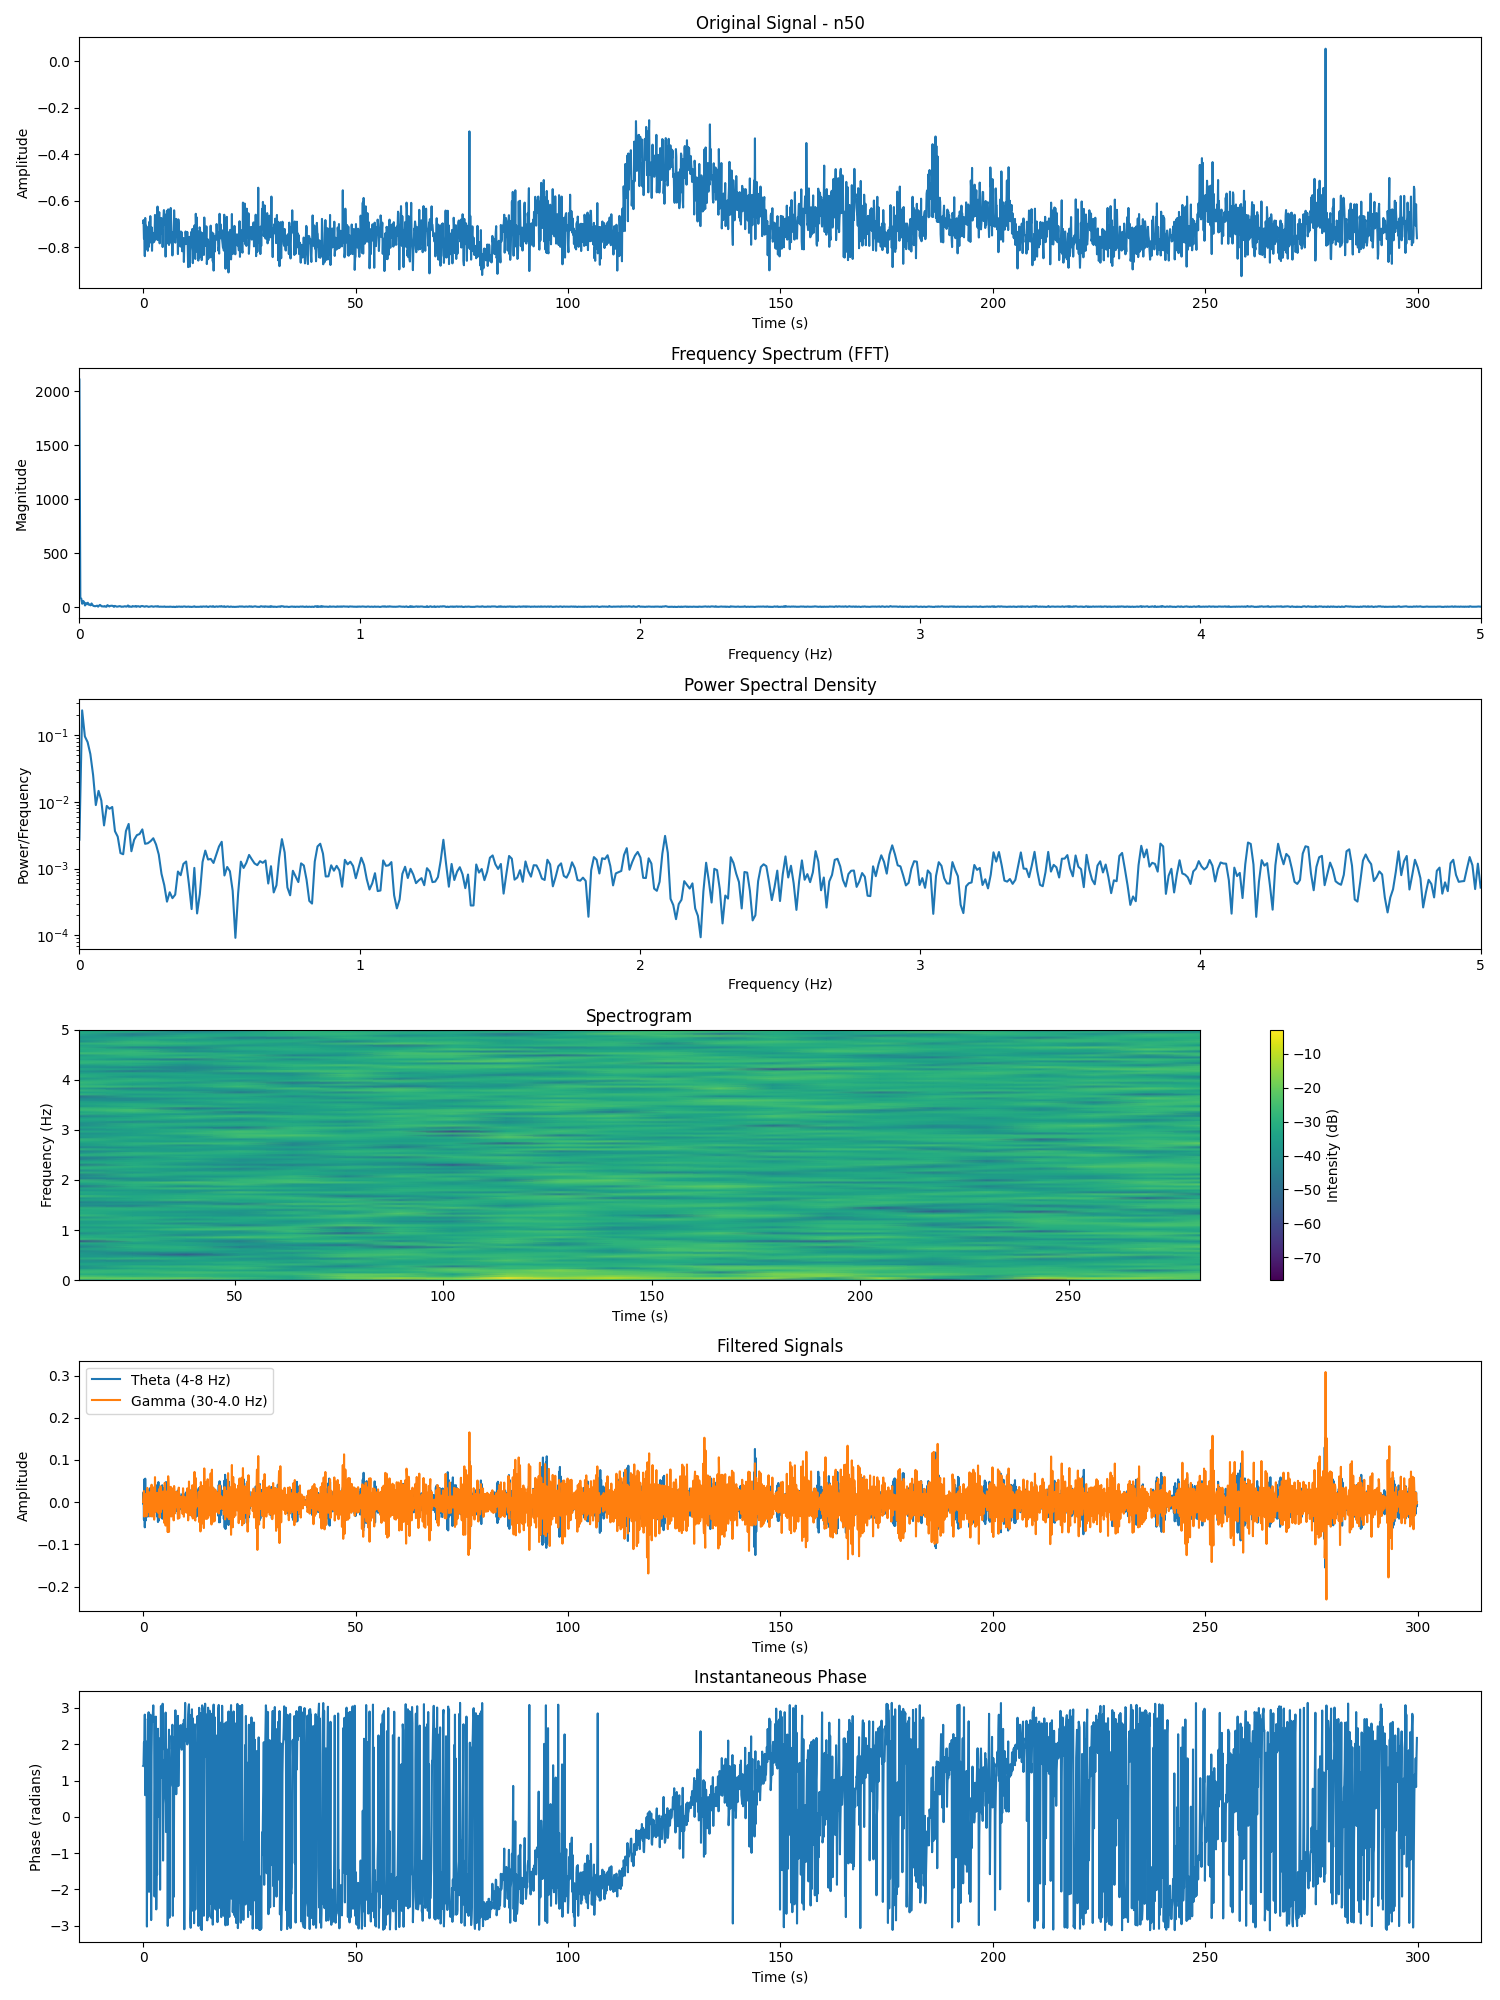 Original Signal - n50
Amplitude
0.0
−0.2
−0.4
−0.6
−0.8
0 50 100 150 200 250 300
Time (s)
Frequency Spectrum (FFT)
Magnitude
2000
1500
1000
500
0
0 1 2 3 4 5
Frequency (Hz)
Power Spectral Density
Power/Frequency
10⁻¹
10⁻²
10⁻³
10⁻⁴
0 1 2 3 4 5
Frequency (Hz)
Spectrogram
Frequency (Hz)
5
4
3
2
1
0
50 100 150 200 250
Time (s)
−10
−20
−30
−40
−50
−60
−70
Intensity (dB)
Filtered Signals
Theta (4-8 Hz)
Gamma (30-4.0 Hz)
Amplitude
0.3
0.2
0.1
0.0
−0.1
−0.2
0 50 100 150 200 250 300
Time (s)
Instantaneous Phase
Phase (radians)
3
2
1
0
−1
−2
−3
0 50 100 150 200 250 300
Time (s)